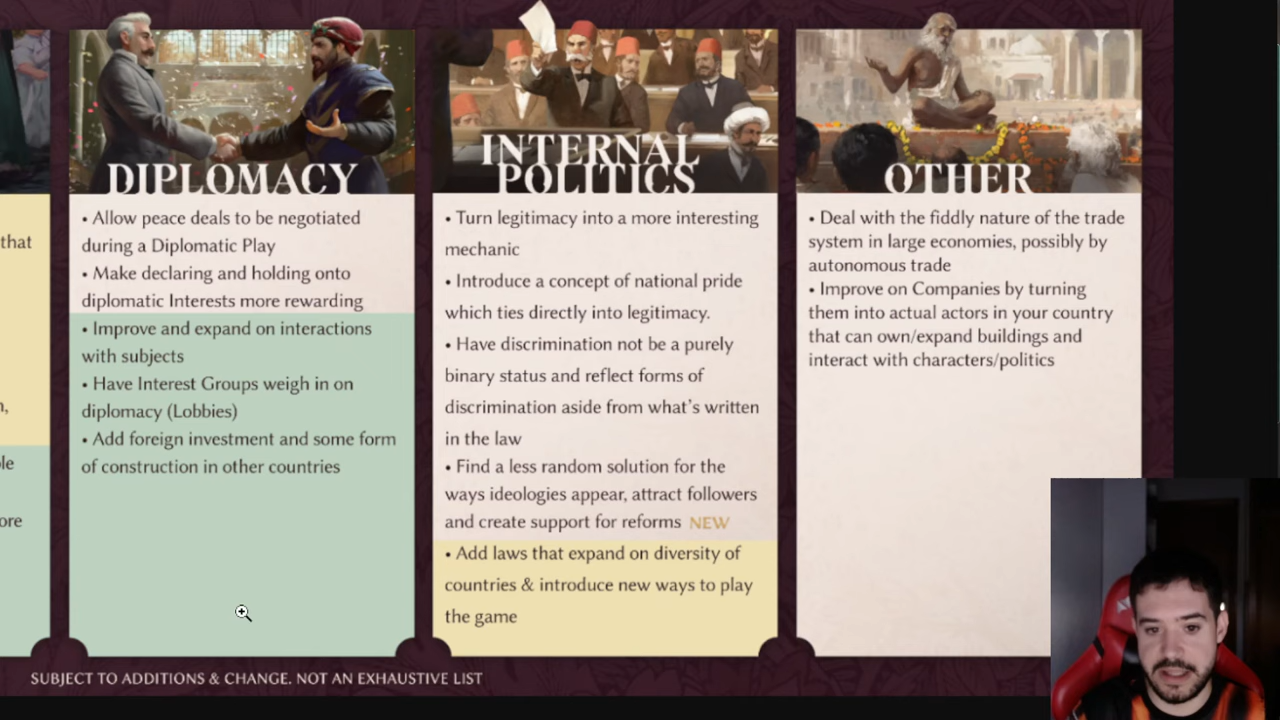 that
n,
le
ore
DIPLOMACY
• Allow peace deals to be negotiated
during a Diplomatic Play
• Make declaring and holding onto
diplomatic Interests more rewarding
• Improve and expand on interactions
with subjects
• Have Interest Groups weigh in on
diplomacy (Lobbies)
• Add foreign investment and some form
of construction in other countries
INTERNAL
POLITICS
• Turn legitimacy into a more interesting
mechanic
• Introduce a concept of national pride
which ties directly into legitimacy.
• Have discrimination not be a purely
binary status and reflect forms of
discrimination aside from what's written
in the law
• Find a less random solution for the
ways ideologies appear, attract followers
and create support for reforms NEW
• Add laws that expand on diversity of
countries & introduce new ways to play
the game
OTHER
• Deal with the fiddly nature of the trade
system in large economies, possibly by
autonomous trade
• Improve on Companies by turning
them into actual actors in your country
that can own/expand buildings and
interact with characters/politics
SUBJECT TO ADDITIONS & CHANGE. NOT AN EXHAUSTIVE LIST